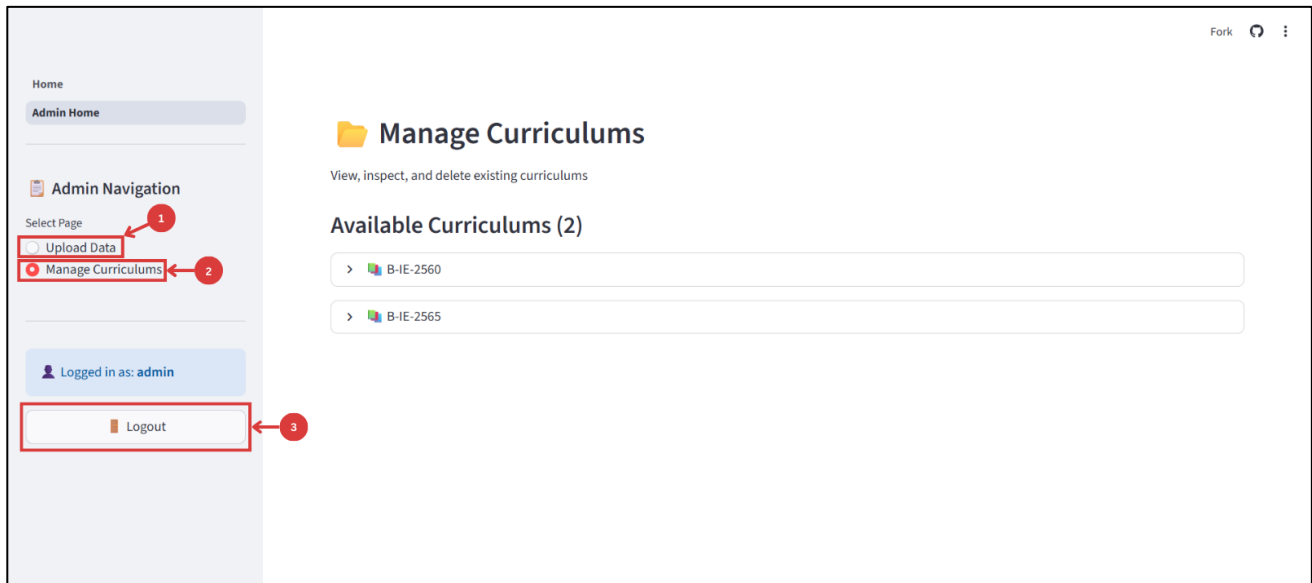 Fork
Home
Admin Home
Admin Navigation
Select Page
1
Upload Data
Manage Curriculums
2
Logged in as: admin
Logout
3
Manage Curriculums
View, inspect, and delete existing curriculums
Available Curriculums (2)
B-IE-2560
B-IE-2565